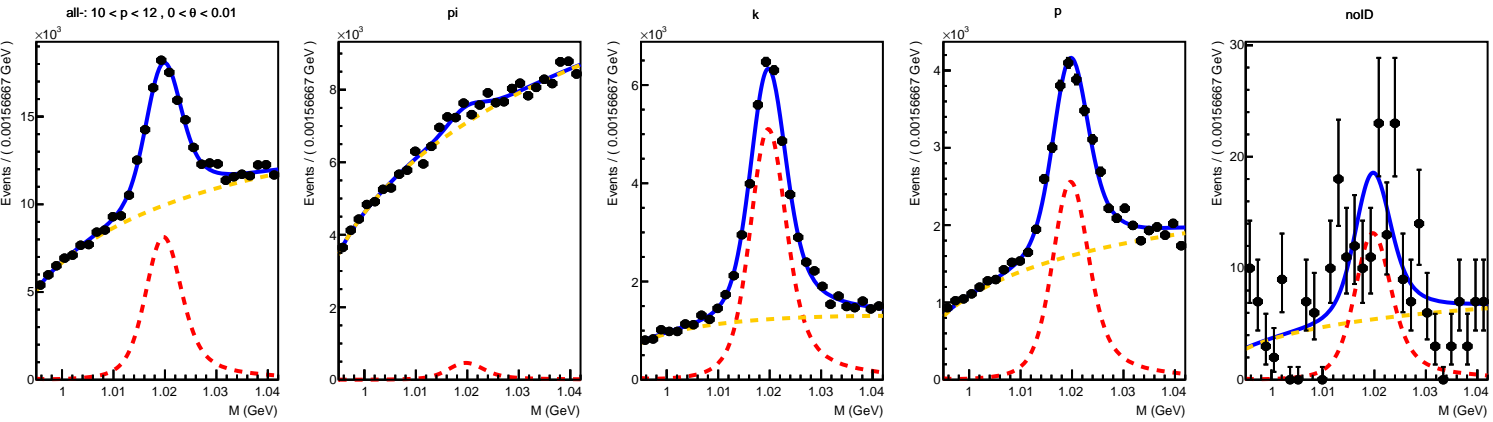 all-: 10 < p < 12 , 0 < θ < 0.01
×10³
Events / ( 0.00156667 GeV )
15
10
5
0
1 1.01 1.02 1.03 1.04
M (GeV)
pi
×10³
Events / ( 0.00156667 GeV )
8
6
4
2
0
1 1.01 1.02 1.03 1.04
M (GeV)
k
×10³
Events / ( 0.00156667 GeV )
6
4
2
0
1 1.01 1.02 1.03 1.04
M (GeV)
p
×10³
Events / ( 0.00156667 GeV )
4
3
2
1
0
1 1.01 1.02 1.03 1.04
M (GeV)
noID
Events / ( 0.00156667 GeV )
30
20
10
0
1 1.01 1.02 1.03 1.04
M (GeV)